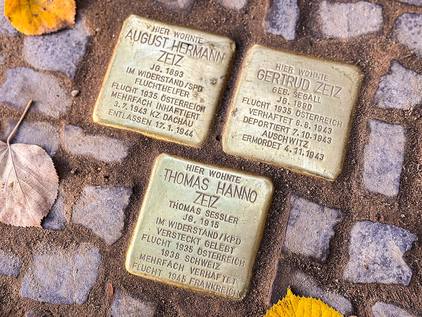 HIER WOHNTE
AUGUST HERMANN
ZEIZ
JG. 1893
IM WIDERSTAND/SPD
FLUCHTHELFER
FLUCHT 1935 ÖSTERREICH
MEHRFACH INHAFTIERT
3.7.1943 KZ DACHAU
ENTLASSEN 12.1.1944
HIER WOHNTE
GERTRUD ZEIZ
GEB. SEGALL
JG. 1890
FLUCHT 1935 ÖSTERREICH
VERHAFTET 6.6.1943
DEPORTIERT 7.10.1943
AUSCHWITZ
ERMORDET 4.11.1943
HIER WOHNTE
THOMAS HANNO
ZEIZ
THOMAS SESSLER
JG. 1915
IM WIDERSTAND/KPD
VERSTECKT GELEBT
FLUCHT 1935 ÖSTERREICH
1938 SCHWEIZ
MEHRFACH VERHAFTET
FLUCHT FRANKREICH